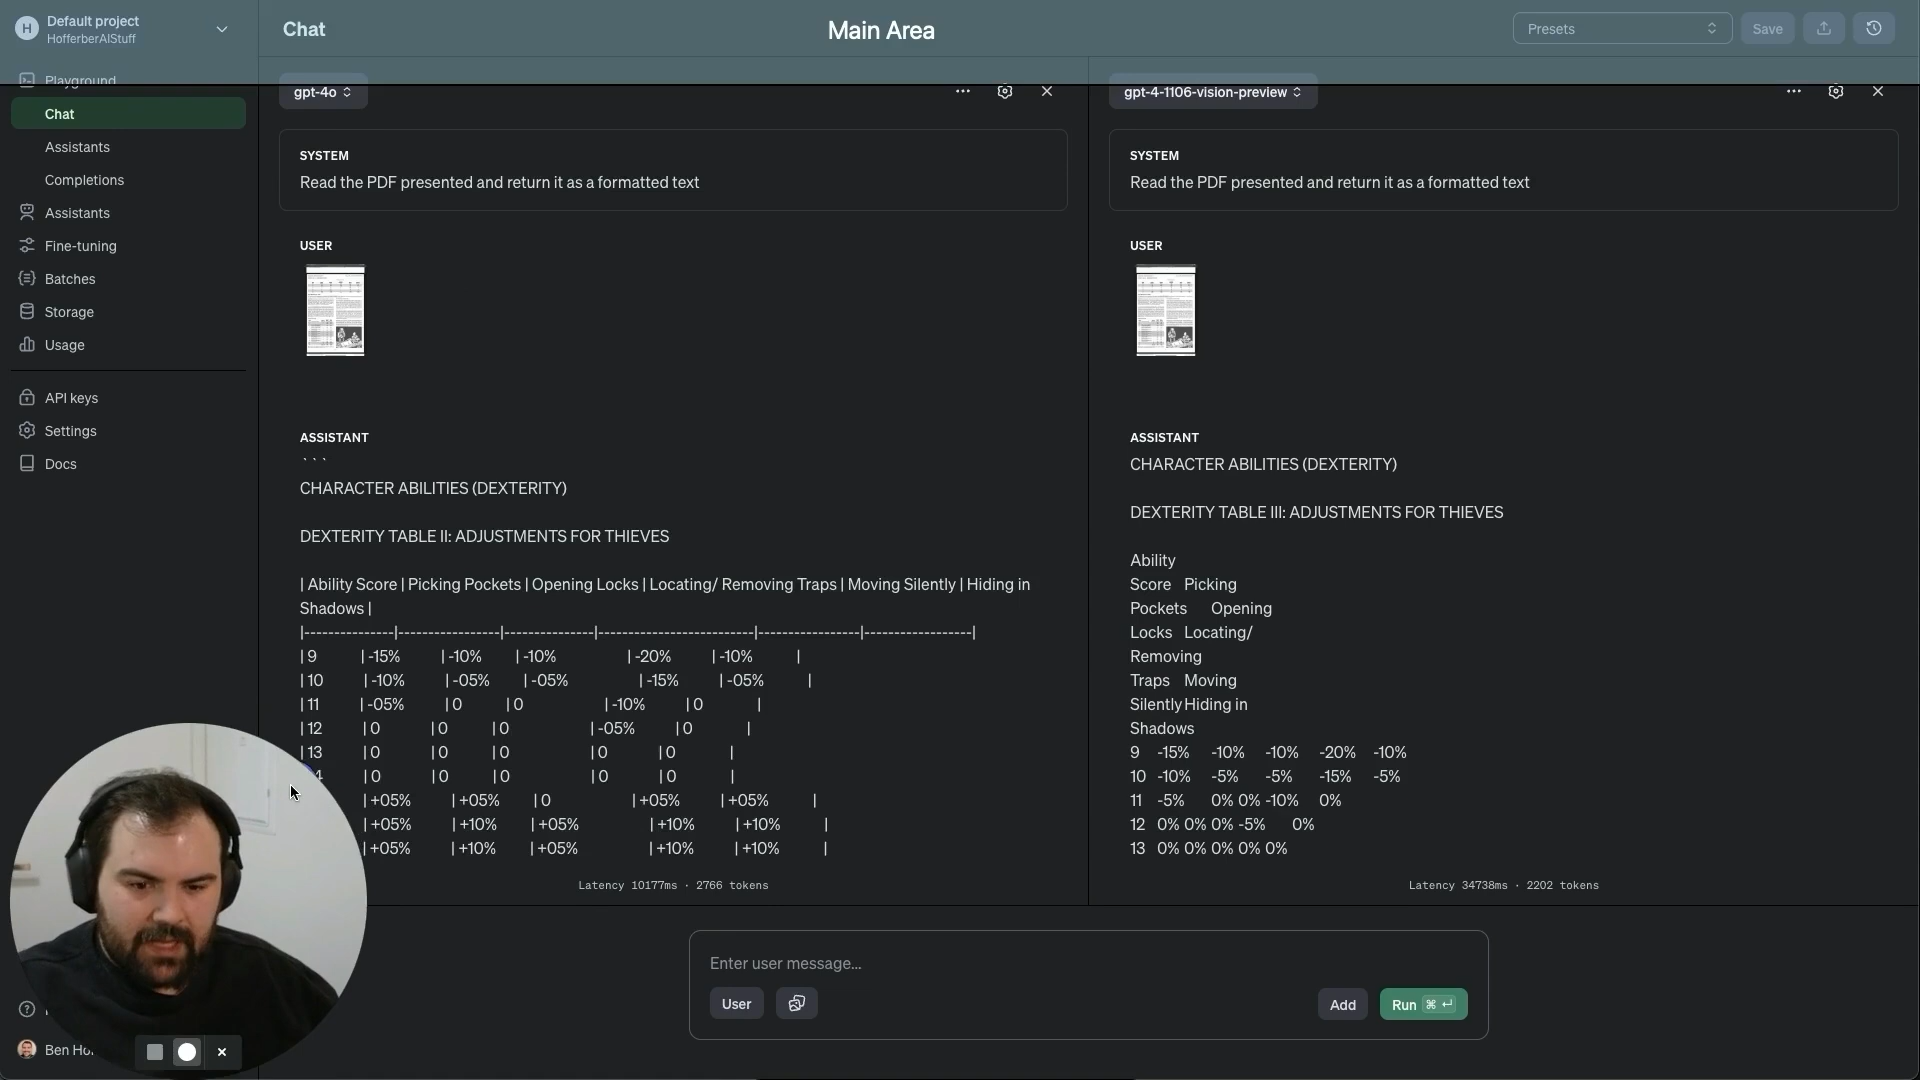 H Default project
HofferberAIStuff
Playground
Chat
Assistants
Completions
Assistants
Fine-tuning
Batches
Storage
Usage
API keys
Settings
Docs
Chat
Main Area
Presets
Save
gpt-4o
SYSTEM
Read the PDF presented and return it as a formatted text
USER
ASSISTANT
```
CHARACTER ABILITIES (DEXTERITY)
DEXTERITY TABLE II: ADJUSTMENTS FOR THIEVES
| Ability Score | Picking Pockets | Opening Locks | Locating/ Removing Traps | Moving Silently | Hiding in
Shadows |
|---------------|-----------------|---------------|--------------------------|-----------------|------------------|
| 9 | -15% | -10% | -10% | -20% | -10% |
| 10 | -10% | -05% | -05% | -15% | -05% |
| 11 | -05% | 0 | 0 | -10% | 0 |
| 12 | 0 | 0 | 0 | -05% | 0 |
| 13 | 0 | 0 | 0 | 0 | 0 |
| 0 | 0 | 0 | 0 | 0 |
| +05% | +05% | 0 | +05% | +05% |
| +05% | +10% | +05% | +10% | +10% |
| +05% | +10% | +05% | +10% | +10% |
Latency 10177ms · 2766 tokens
gpt-4-1106-vision-preview
SYSTEM
Read the PDF presented and return it as a formatted text
USER
ASSISTANT
CHARACTER ABILITIES (DEXTERITY)
DEXTERITY TABLE III: ADJUSTMENTS FOR THIEVES
Ability
Score Picking
Pockets Opening
Locks Locating/
Removing
Traps Moving
Silently Hiding in
Shadows
9 -15% -10% -10% -20% -10%
10 -10% -5% -5% -15% -5%
11 -5% 0% 0% -10% 0%
12 0% 0% 0% -5% 0%
13 0% 0% 0% 0% 0%
Latency 34738ms · 2202 tokens
Enter user message...
User
Add
Run ⌘ ↵
Ben Ho